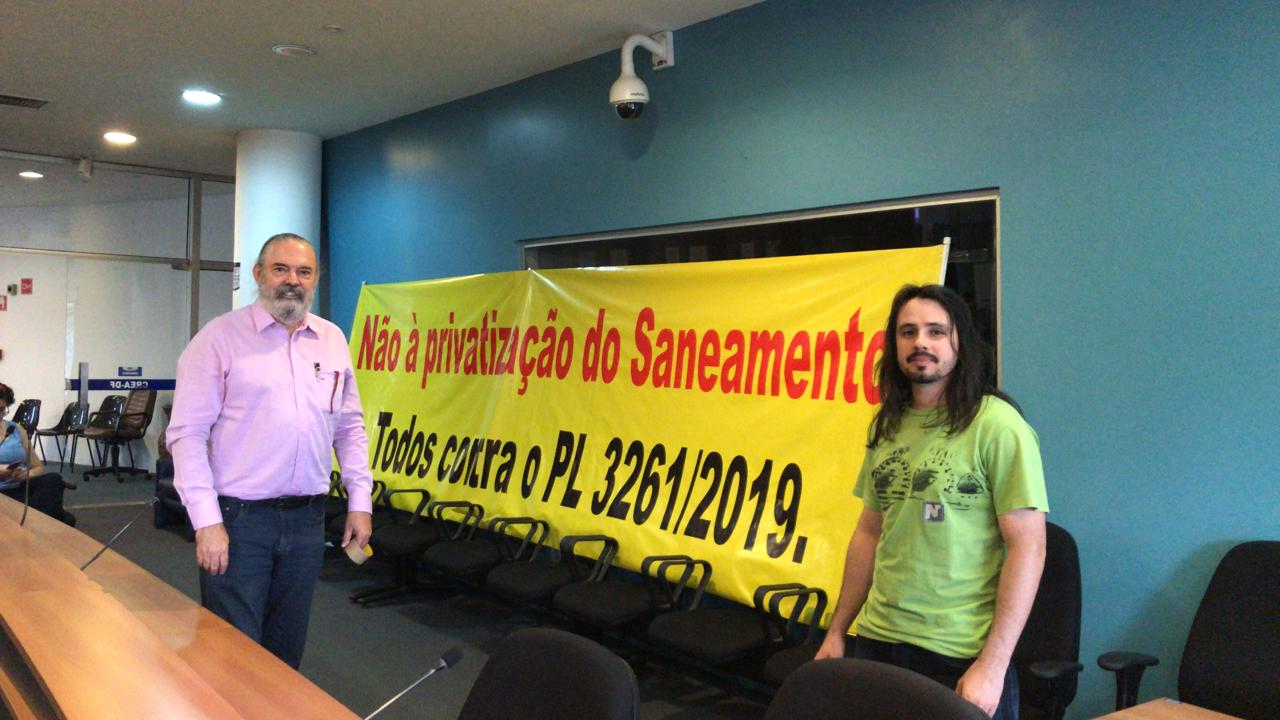 Não à privatização do Saneamento
Todos contra o PL 3261/2019.
CREA-DF